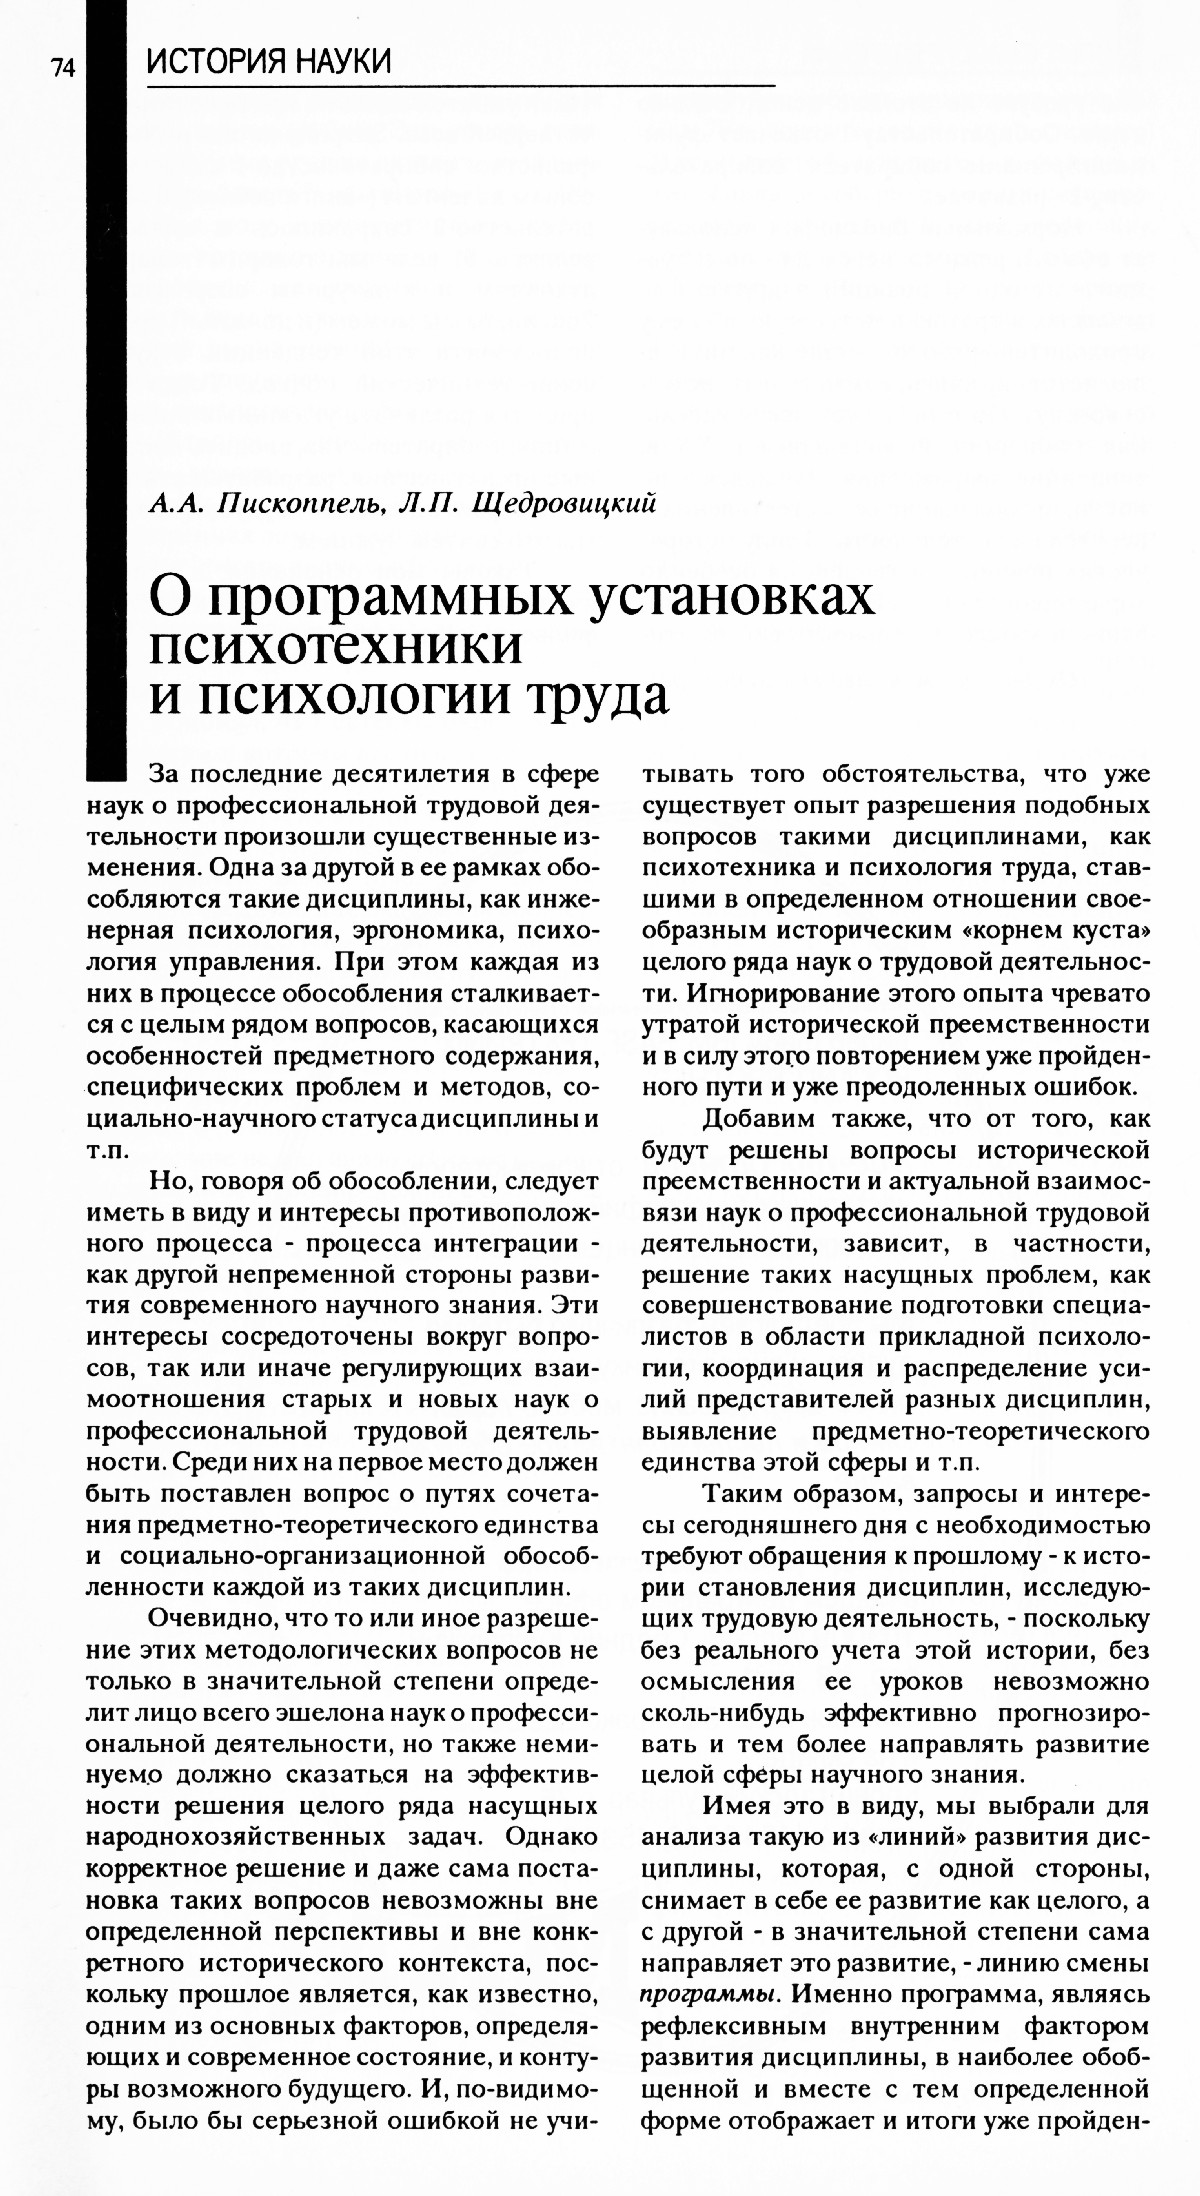 74
ИСТОРИЯ НАУКИ
А.А. Пископпель, Л.П. Щедровицкий
О программных установках
психотехники
и психологии труда
За последние десятилетия в сфере
наук о профессиональной трудовой дея-
тельности произошли существенные из-
менения. Одна за другой в ее рамках обо-
собляются такие дисциплины, как инже-
нерная психология, эргономика, психо-
логия управления. При этом каждая из
них в процессе обособления сталкивает-
ся с целым рядом вопросов, касающихся
особенностей предметного содержания,
специфических проблем и методов, со-
циально-научного статуса дисциплины и
т.п.
Но, говоря об обособлении, следует
иметь в виду и интересы противополож-
ного процесса - процесса интеграции -
как другой непременной стороны разви-
тия современного научного знания. Эти
интересы сосредоточены вокруг вопро-
сов, так или иначе регулирующих взаи-
моотношения старых и новых наук о
профессиональной трудовой деятель-
ности. Среди них на первое место должен
быть поставлен вопрос о путях сочета-
ния предметно-теоретического единства
и социально-организационной обособ-
ленности каждой из таких дисциплин.
Очевидно, что то или иное разреше-
ние этих методологических вопросов не
только в значительной степени опреде-
лит лицо всего эшелона наук о професси-
ональной деятельности, но также неми-
нуемо должно сказаться на эффектив-
ности решения целого ряда насущных
народнохозяйственных задач. Однако
корректное решение и даже сама поста-
новка таких вопросов невозможны вне
определенной перспективы и вне конк-
ретного исторического контекста, пос-
кольку прошлое является, как известно,
одним из основных факторов, определя-
ющих и современное состояние, и конту-
ры возможного будущего. И, по-видимо-
му, было бы серьезной ошибкой не учи-
тывать того обстоятельства, что уже
существует опыт разрешения подобных
вопросов такими дисциплинами, как
психотехника и психология труда, став-
шими в определенном отношении свое-
образным историческим «корнем куста»
целого ряда наук о трудовой деятельнос-
ти. Игнорирование этого опыта чревато
утратой исторической преемственности
и в силу этого повторением уже пройден-
ного пути и уже преодоленных ошибок.
Добавим также, что от того, как
будут решены вопросы исторической
преемственности и актуальной взаимос-
вязи наук о профессиональной трудовой
деятельности, зависит, в частности,
решение таких насущных проблем, как
совершенствование подготовки специа-
листов в области прикладной психоло-
гии, координация и распределение уси-
лий представителей разных дисциплин,
выявление предметно-теоретического
единства этой сферы и т.п.
Таким образом, запросы и интере-
сы сегодняшнего дня с необходимостью
требуют обращения к прошлому - к исто-
рии становления дисциплин, исследую-
щих трудовую деятельность, - поскольку
без реального учета этой истории, без
осмысления ее уроков невозможно
сколь-нибудь эффективно прогнозиро-
вать и тем более направлять развитие
целой сферы научного знания.
Имея это в виду, мы выбрали для
анализа такую из «линий» развития дис-
циплины, которая, с одной стороны,
снимает в себе ее развитие как целого, а
с другой - в значительной степени сама
направляет это развитие, - линию смены
программы. Именно программа, являясь
рефлексивным внутренним фактором
развития дисциплины, в наиболее обоб-
щенной и вместе с тем определенной
форме отображает и итоги уже пройден-